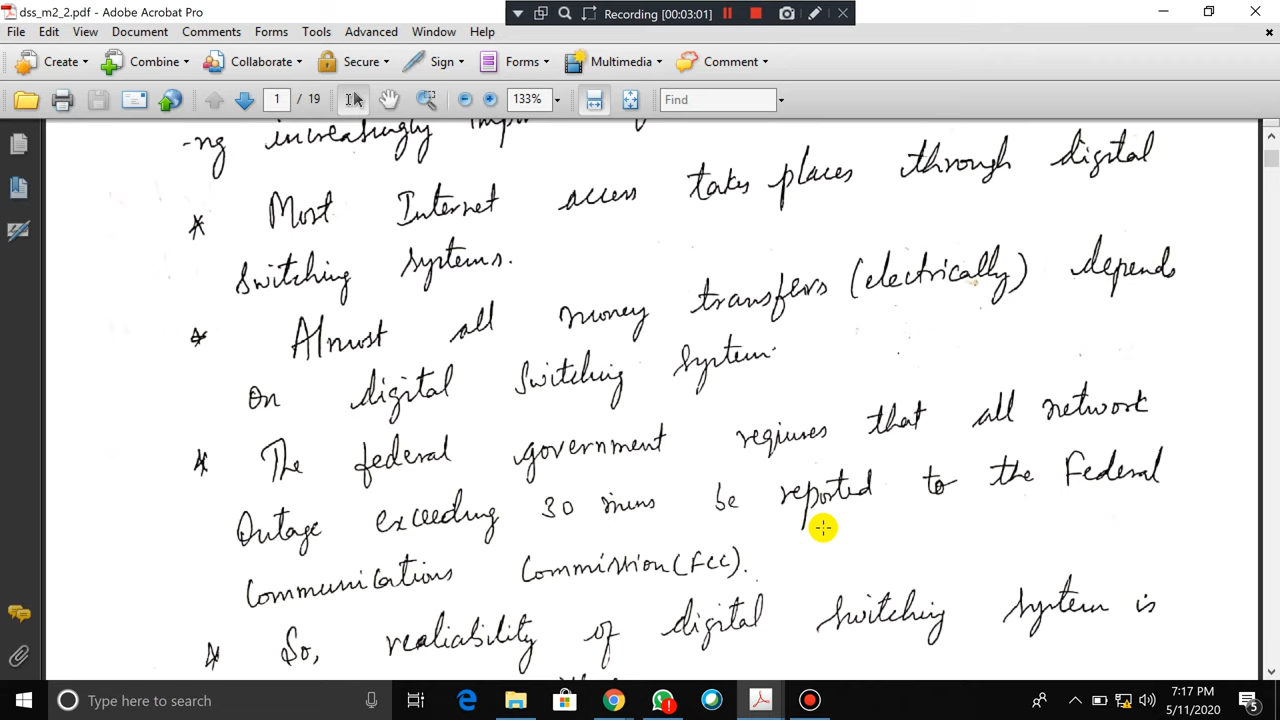 dss_m2_2.pdf - Adobe Acrobat Pro
Recording [00:03:01]
File Edit View Document Comments Forms Tools Advanced Window Help
Create Combine Collaborate Secure Sign Forms Multimedia Comment
1 / 19 133% Find
-ng increasingly
* Most Internet access takes places through digital
switching systems.
* Almost all money transfers (electrically) depends
on digital switching system.
* The federal government requires that all network
Outage exceeding 30 mins be reported to the Federal
Communications Commission (FCC).
* So, realiability of digital switching system is
Type here to search
7:17 PM
5/11/2020
5